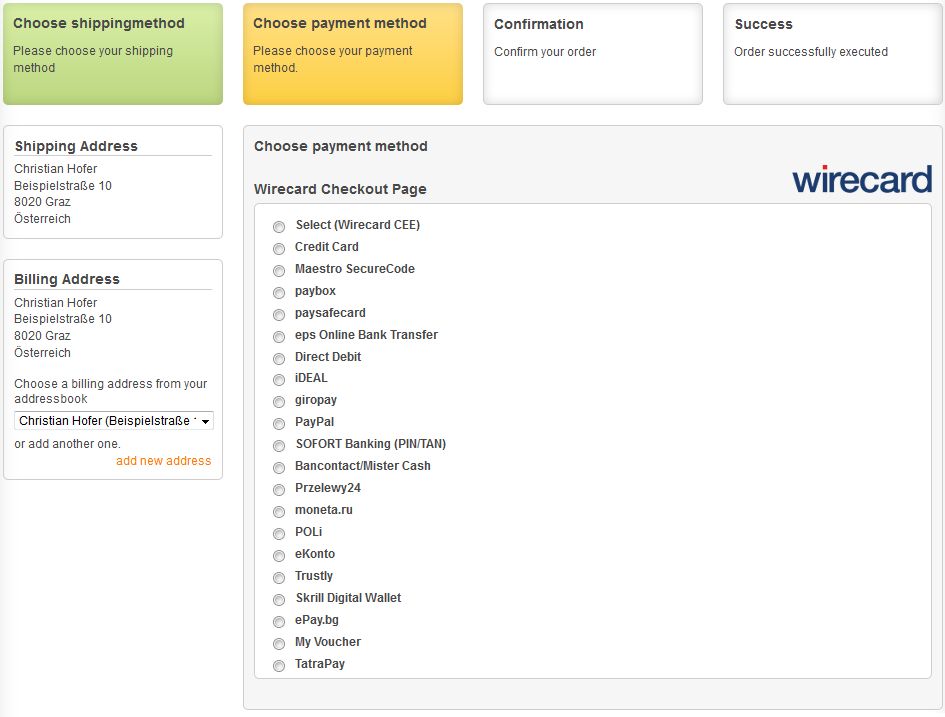 Choose shippingmethod
Please choose your shipping
method
Choose payment method
Please choose your payment
method.
Confirmation
Confirm your order
Success
Order successfully executed
Shipping Address
Christian Hofer
Beispielstraße 10
8020 Graz
Österreich
Billing Address
Christian Hofer
Beispielstraße 10
8020 Graz
Österreich
Choose a billing address from your
addressbook
Christian Hofer (Beispielstraße
or add another one.
add new address
Choose payment method
wirecard
Wirecard Checkout Page
Select (Wirecard CEE)
Credit Card
Maestro SecureCode
paybox
paysafecard
eps Online Bank Transfer
Direct Debit
iDEAL
giropay
PayPal
SOFORT Banking (PIN/TAN)
Bancontact/Mister Cash
Przelewy24
moneta.ru
POLi
eKonto
Trustly
Skrill Digital Wallet
ePay.bg
My Voucher
TatraPay